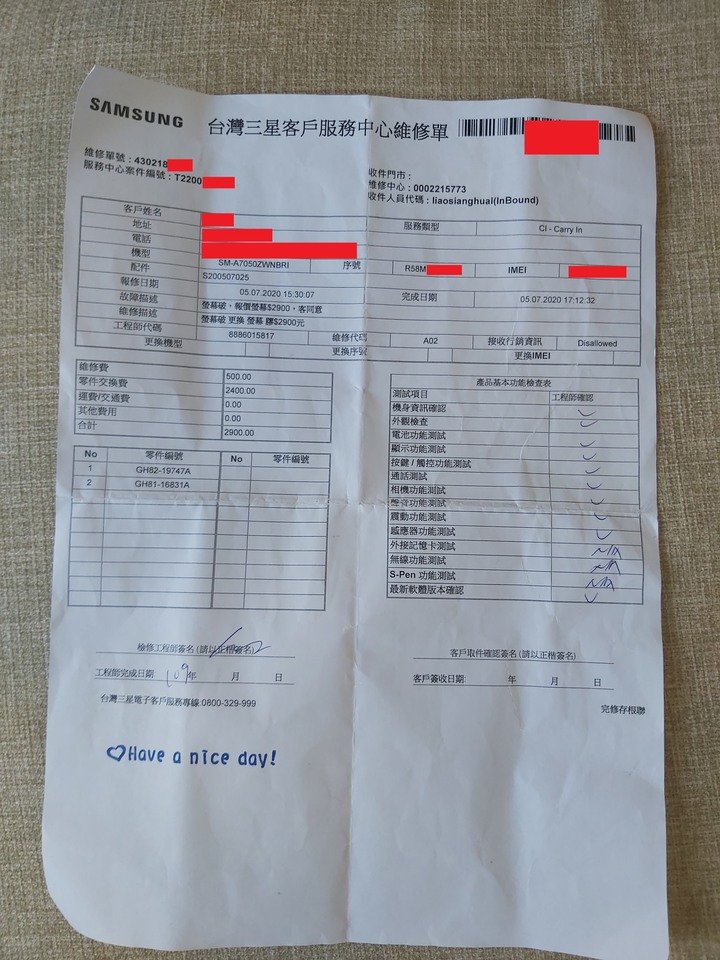 SAMSUNG
台灣三星客戶服務中心維修單
維修單號：430218
服務中心案件編號：T2200
收件門市：
維修中心：0002215773
收件人員代碼：liaosianghual(InBound)
客戶姓名 服務類型 CI - Carry In
地址
電話
機型 SM-A7050ZWNBRI 序號 R58M IMEI
配件 S200507025
報修日期 05.07.2020 15:30:07 完成日期 05.07.2020 17:12:32
故障描述 螢幕破，報價螢幕$2900，客同意
維修描述 螢幕破 更換 螢幕 膠$2900元
工程師代碼 8886015817 維修代碼 A02 接收行銷資訊 Disallowed
更換機型 更換序號 更換IMEI
維修費 500.00
零件交換費 2400.00
運費/交通費 0.00
其他費用 0.00
合計 2900.00
No 零件編號 No 零件編號
1 GH82-19747A
2 GH81-16831A
產品基本功能檢查表
測試項目 工程師確認
機身資訊確認
外觀檢查
電池功能測試
顯示功能測試
按鍵 / 觸控功能測試
通話測試
相機功能測試
聲音功能測試
震動功能測試
感應器功能測試
外接記憶卡測試 N/A
無線功能測試 N/A
S-Pen 功能測試 N/A
最新軟體版本確認
檢修工程師簽名 (請以正楷簽名)
工程師完成日期 109年 月 日
台灣三星電子客戶服務專線:0800-329-999
客戶取件確認簽名 (請以正楷簽名)
客戶簽收日期: 年 月 日
完修存根聯
Have a nice day!